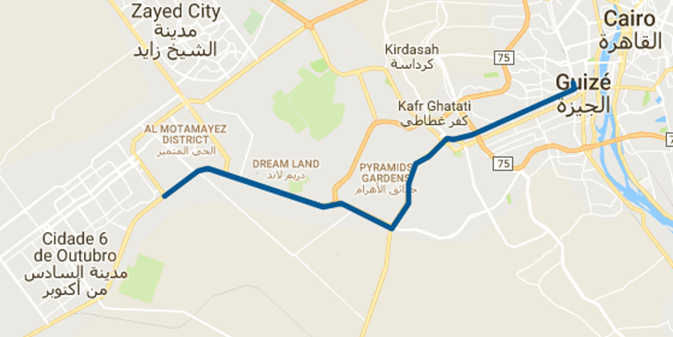 Zayed City
مدينة
الشيخ زايد
Cairo
القاهرة
Kirdasah
كرداسة
75
Guizé
الجيزة
Kafr Ghatati
كفر غطاطي
AL MOTAMAYEZ
DISTRICT
الحي المتميز
DREAM LAND
دريم لاند
PYRAMIDS
GARDENS
حدائق الأهرام
75
Cidade 6
de Outubro
مدينة السادس
من أكتوبر